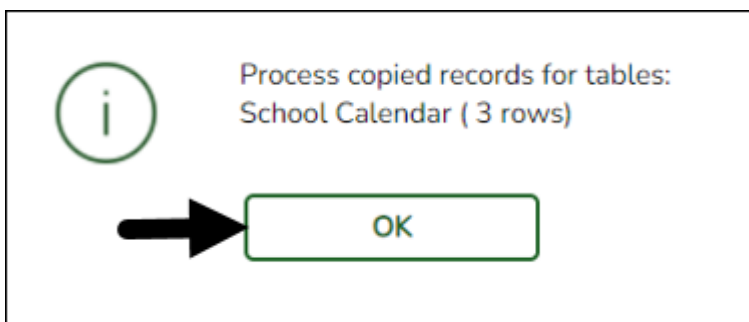 Process copied records for tables:
School Calendar ( 3 rows)
OK